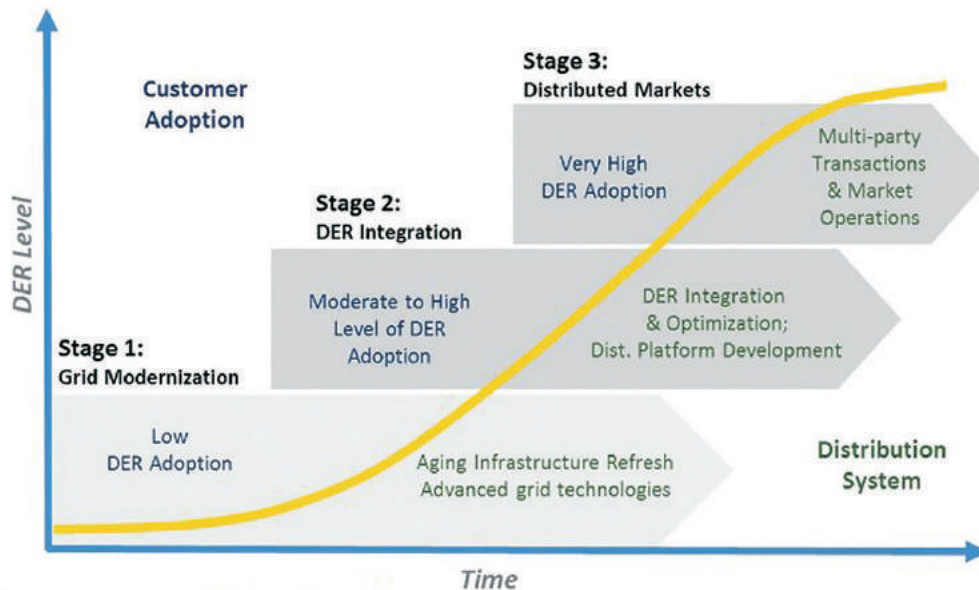 Customer
Adoption
Stage 3:
Distributed Markets
Very High
DER Adoption
Multi-party
Transactions
& Market
Operations
Stage 2:
DER Integration
Moderate to High
Level of DER
Adoption
DER Integration
& Optimization;
Dist. Platform Development
Stage 1:
Grid Modernization
Low
DER Adoption
Aging Infrastructure Refresh
Advanced grid technologies
Distribution
System
DER Level
Time